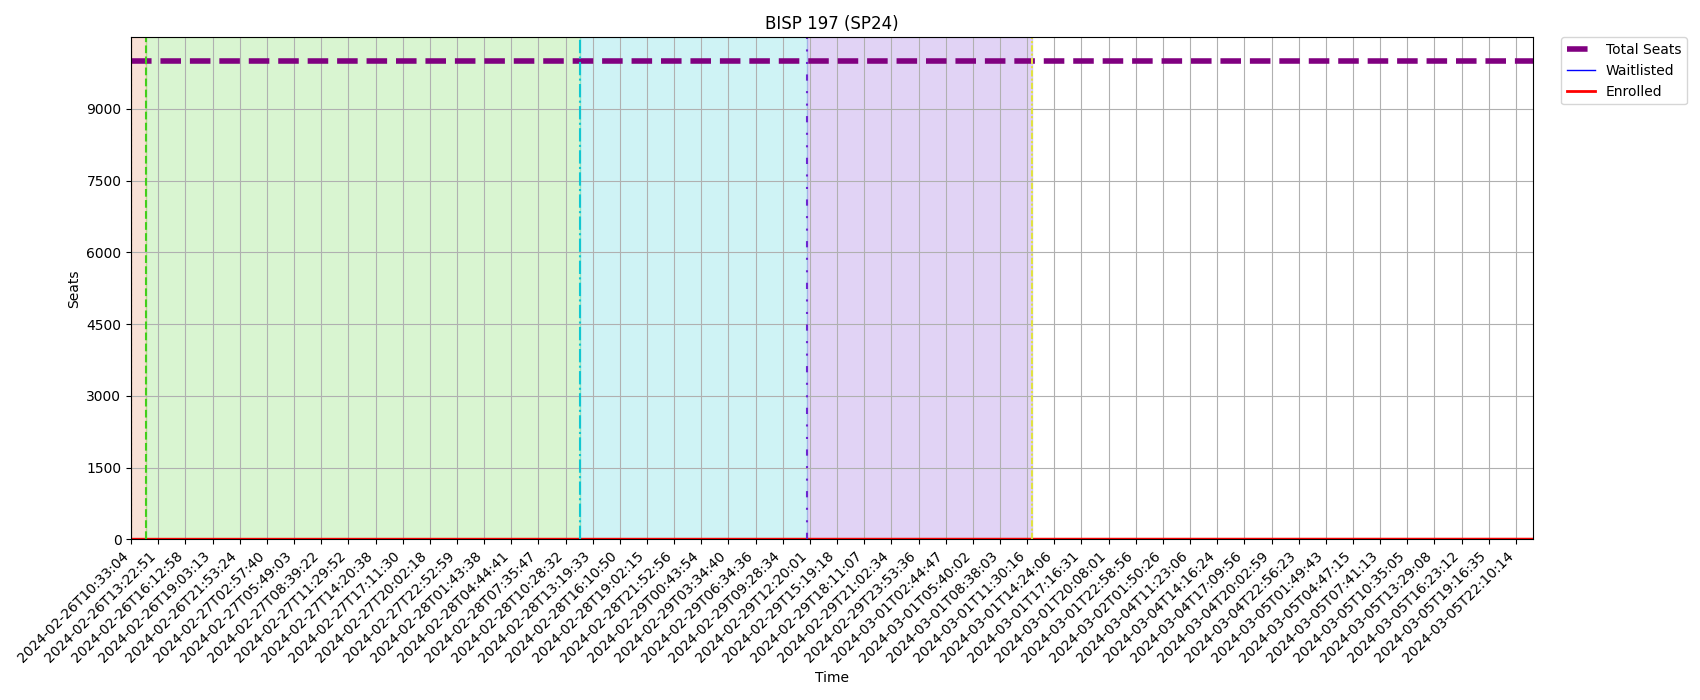 BISP 197 (SP24)
Total Seats
Waitlisted
Enrolled
9000
7500
6000
4500
3000
1500
0
Seats
2024-02-26T10:33:04
2024-02-26T13:22:51
2024-02-26T16:12:58
2024-02-26T19:03:13
2024-02-26T21:53:24
2024-02-27T02:57:40
2024-02-27T05:49:03
2024-02-27T08:39:22
2024-02-27T11:29:52
2024-02-27T14:20:38
2024-02-27T17:11:30
2024-02-27T20:02:18
2024-02-27T22:52:59
2024-02-28T01:43:38
2024-02-28T04:44:41
2024-02-28T07:35:47
2024-02-28T10:28:32
2024-02-28T13:19:33
2024-02-28T16:10:50
2024-02-28T19:02:15
2024-02-28T21:52:56
2024-02-29T00:43:54
2024-02-29T03:34:40
2024-02-29T06:34:36
2024-02-29T09:28:34
2024-02-29T12:20:01
2024-02-29T15:19:18
2024-02-29T18:11:07
2024-02-29T21:02:34
2024-02-29T23:53:36
2024-03-01T02:44:47
2024-03-01T05:40:02
2024-03-01T08:38:03
2024-03-01T11:30:16
2024-03-01T14:24:06
2024-03-01T17:16:31
2024-03-01T20:08:01
2024-03-01T22:58:56
2024-03-02T01:50:26
2024-03-04T11:23:06
2024-03-04T14:16:24
2024-03-04T17:09:56
2024-03-04T20:02:59
2024-03-04T22:56:23
2024-03-05T01:49:43
2024-03-05T04:47:15
2024-03-05T07:41:13
2024-03-05T10:35:05
2024-03-05T13:29:08
2024-03-05T16:23:12
2024-03-05T19:16:35
2024-03-05T22:10:14
Time